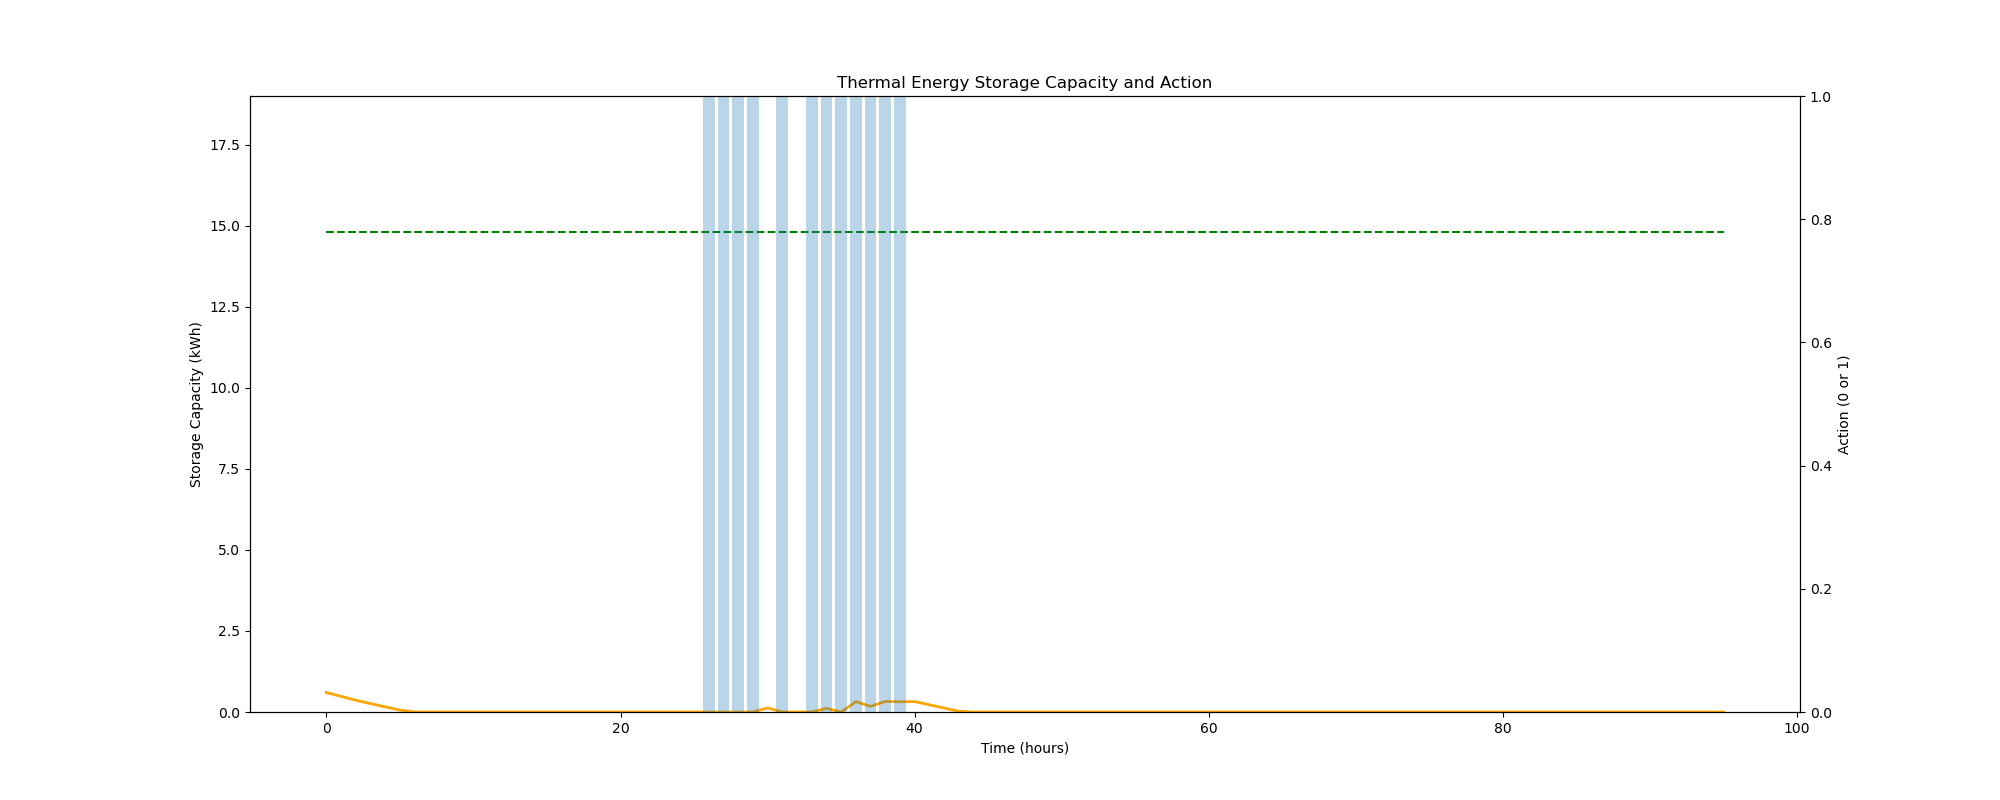 Thermal Energy Storage Capacity and Action
Storage Capacity (kWh)
17.5
15.0
12.5
10.0
7.5
5.0
2.5
0.0
1.0
0.8
0.6
0.4
0.2
0.0
Action (0 or 1)
0 20 40 60 80 100
Time (hours)